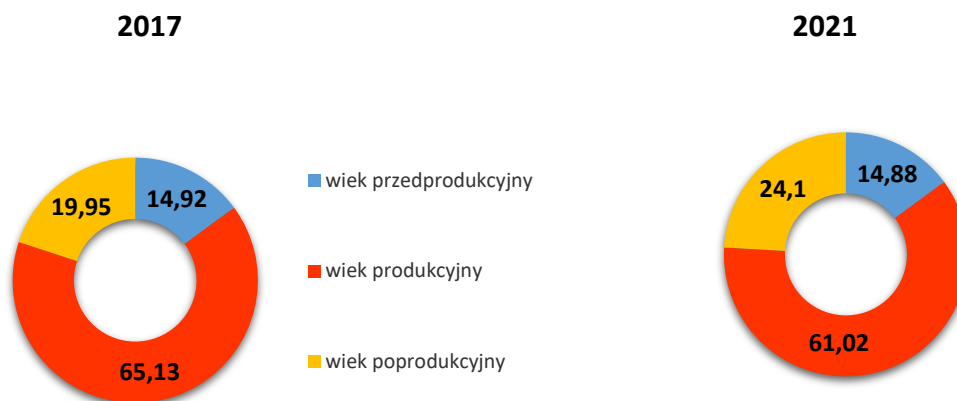 2017
2021
14,92
19,95
65,13
wiek przedprodukcyjny
wiek produkcyjny
wiek poprodukcyjny
14,88
24,1
61,02